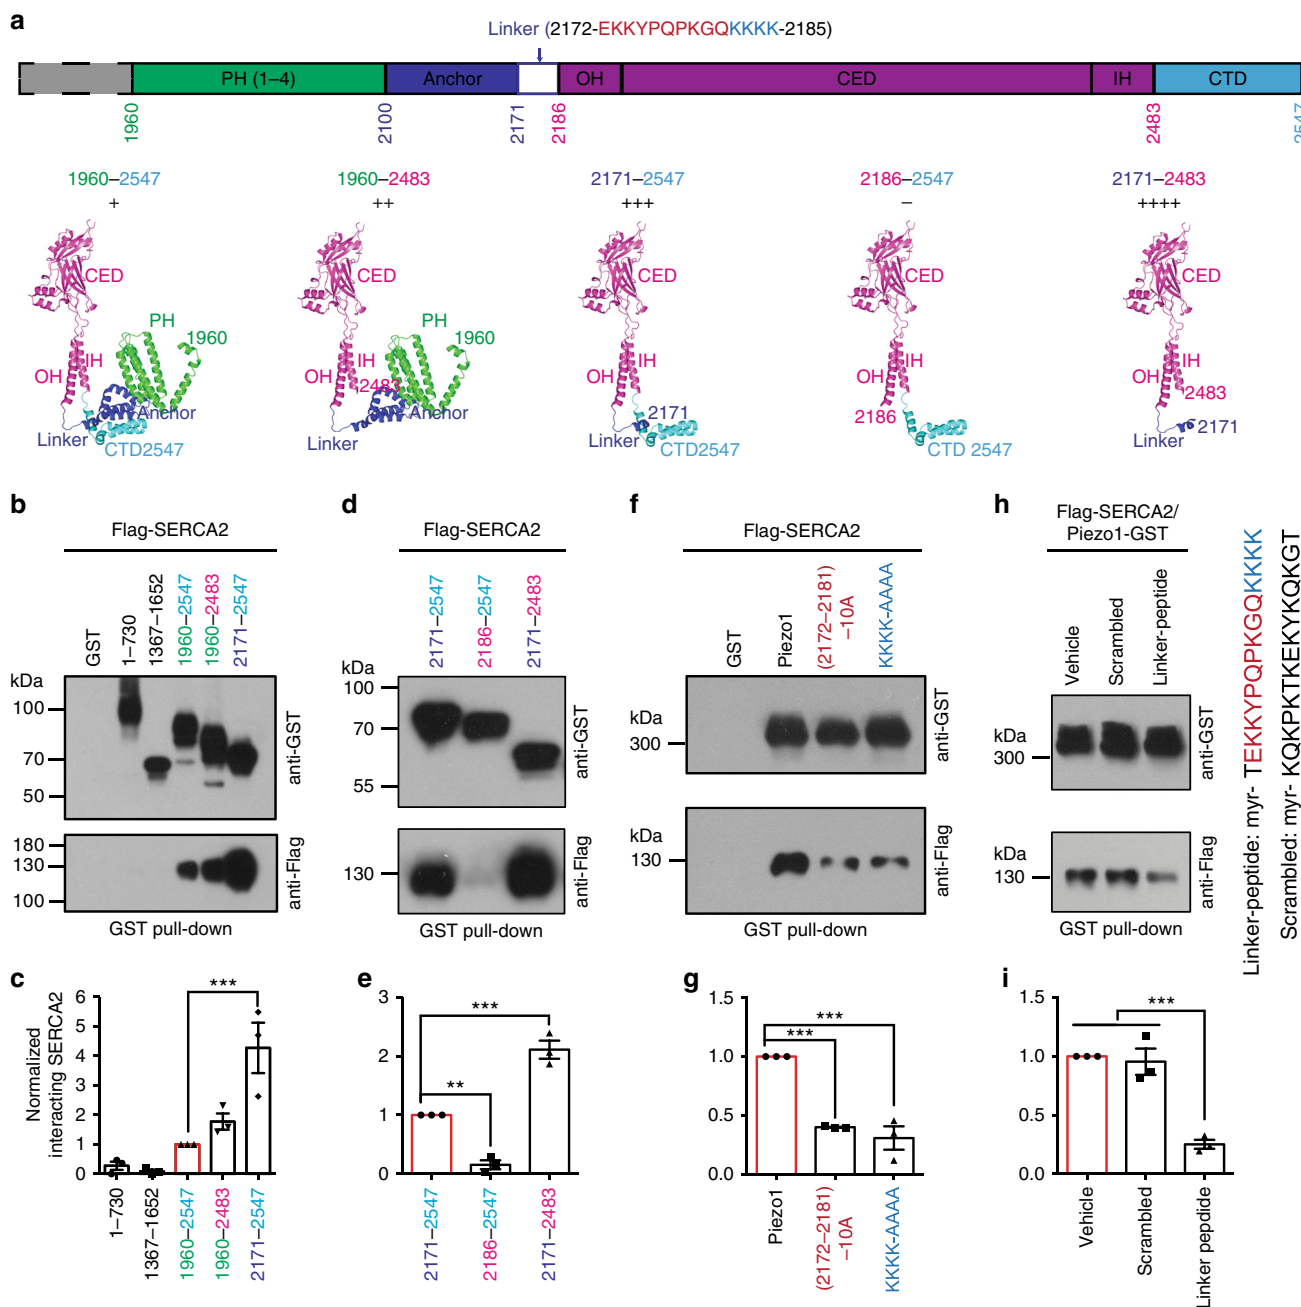 a
Linker (2172-EKKYPQPKGQKKKK-2185)
PH (1–4)
Anchor
OH
CED
IH
CTD
1960
2100
2171
2186
2483
2547
1960–2547
1960–2483
2171–2547
2186–2547
2171–2483
+
++
+++
–
++++
CED
PH
1960
IH
OH
Anchor
Linker
CTD2547
CED
PH
1960
IH
OH
2483
Anchor
Linker
CED
IH
OH
2171
Linker
CTD2547
CED
IH
OH
2186
CTD 2547
CED
IH
OH
2483
2171
Linker
b
Flag-SERCA2
GST
1–730
1367–1652
1960–2547
1960–2483
2171–2547
kDa
100
70
50
anti-GST
180
130
100
anti-Flag
GST pull-down
d
Flag-SERCA2
2171–2547
2186–2547
2171–2483
kDa
100
70
55
anti-GST
130
anti-Flag
GST pull-down
f
Flag-SERCA2
GST
Piezo1
(2172–2181)
–10A
KKKK-AAAA
kDa
300
anti-GST
kDa
130
anti-Flag
GST pull-down
h
Flag-SERCA2/
Piezo1-GST
Vehicle
Scrambled
Linker-peptide
kDa
300
anti-GST
kDa
130
anti-Flag
GST pull-down
Linker-peptide: myr- TEKKYPQPKGQKKKK
Scrambled: myr- KQKPKTKEKYKQKGT
c
Normalized
interacting SERCA2
6
5
4
3
2
1
0
***
1–730
1367–1652
1960–2547
1960–2483
2171–2547
e
3
2
1
0
***
**
2171–2547
2186–2547
2171–2483
g
1.5
1.0
0.5
0.0
***
***
Piezo1
(2172–2181)
–10A
KKKK-AAAA
i
1.5
1.0
0.5
0.0
***
Vehicle
Scrambled
Linker pepdide